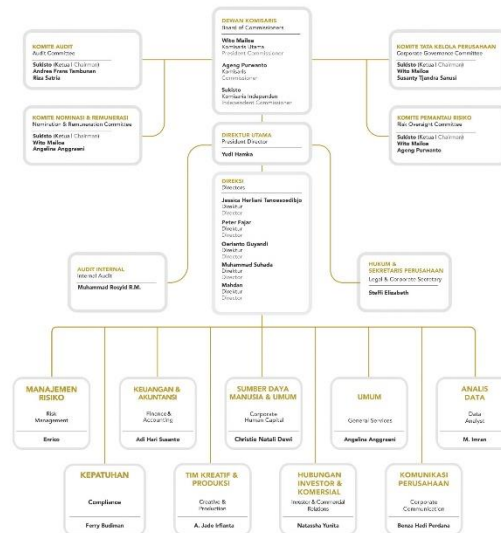 DEWAN KOMISARIS
Board of Commissioners
Wito Mailoa
Komisaris Utama
President Commissioner
Ageng Purwanto
Komisaris
Commissioner
Sukisto
Komisaris Independen
Independent Commissioner
KOMITE AUDIT
Audit Committee
Sukisto (Ketua | Chairman)
Andreo Frans Tambunan
Riza Satria
KOMITE TATA KELOLA PERUSAHAAN
Corporate Governance Committee
Sukisto (Ketua | Chairman)
Wito Mailoa
Susanty Tjandra Sanusi
KOMITE NOMINASI & REMUNERASI
Nomination & Remuneration Committee
Sukisto (Ketua | Chairman)
Wito Mailoa
Angelina Anggraeni
KOMITE PEMANTAU RISIKO
Risk Oversight Committee
Sukisto (Ketua | Chairman)
Wito Mailoa
Ageng Purwanto
DIREKTUR UTAMA
President Director
Yudi Hamka
DIREKSI
Directors
Jessica Herliani Tanoesoedibjo
Direktur
Director
Peter Fajar
Direktur
Director
Guyandi
Direktur
Director
Muhammad Suhada
Direktur
Director
Mahdan
Direktur
Director
AUDIT INTERNAL
Internal Audit
Muhammad Rosyid R.M.
HUKUM &
SEKRETARIS PERUSAHAAN
Legal & Corporate Secretary
Steffi Elizabeth
MANAJEMEN
RISIKO
Risk
Management
Enrico
KEUANGAN &
AKUNTANSI
Finance &
Accounting
Adi Hari Susanto
SUMBER DAYA
MANUSIA & UMUM
Corporate
Human Capital
Christie Natali Dewi
UMUM
General Services
Angelina Anggraeni
ANALIS
DATA
Data
Analyst
M. Imran
KEPATUHAN
Compliance
Ferry Budiman
TIM KREATIF &
PRODUKSI
Creative &
Production
A. Jade Irfianta
HUBUNGAN
INVESTOR &
KOMERSIAL
Investor & Commercial
Relations
Natassha Yunita
KOMUNIKASI
PERUSAHAAN
Corporate
Communication
Benza Hadi Perdana